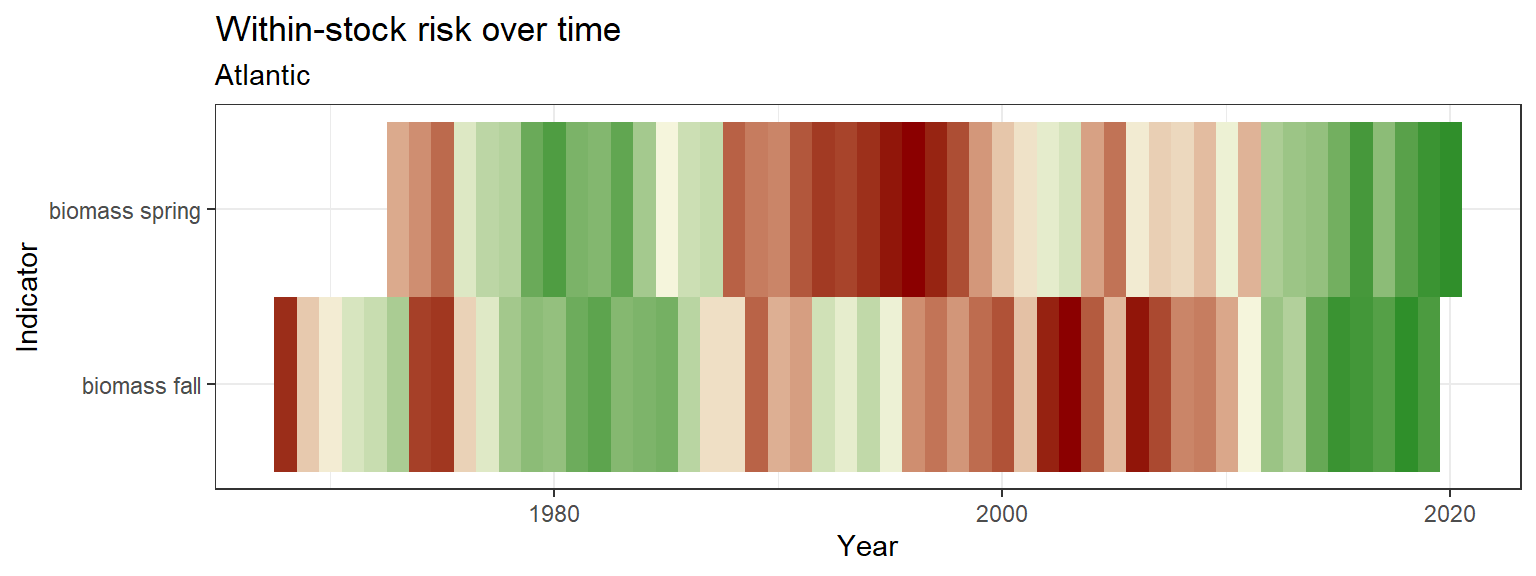 Within-stock risk over time
Atlantic
Indicator
biomass spring
biomass fall
1980
2000
2020
Year